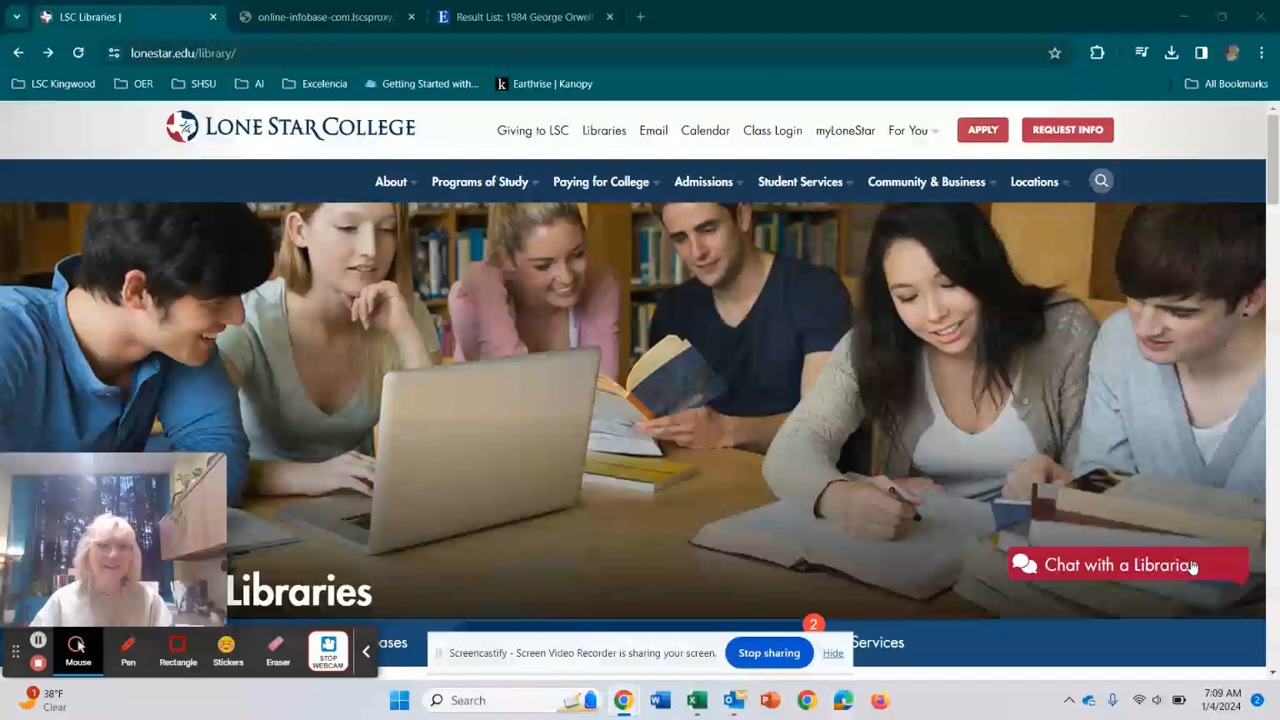 LSC Libraries |
online-infobase-com.lscsproxy.
Result List: 1984 George Orwell
lonestar.edu/library/
LSC Kingwood
OER
SHSU
AI
Excelencia
Getting Started with...
Earthrise | Kanopy
All Bookmarks
LONE STAR COLLEGE
Giving to LSC
Libraries
Email
Calendar
Class Login
myLoneStar
For You
APPLY
REQUEST INFO
About
Programs of Study
Paying for College
Admissions
Student Services
Community & Business
Locations
Chat with a Librarian
Libraries
2
Services
Screencastify - Screen Video Recorder is sharing your screen.
Stop sharing
Hide
Mouse
Pen
Rectangle
Stickers
Eraser
STOP
WEBCAM
1
38°F
Clear
Search
7:09 AM
1/4/2024
2